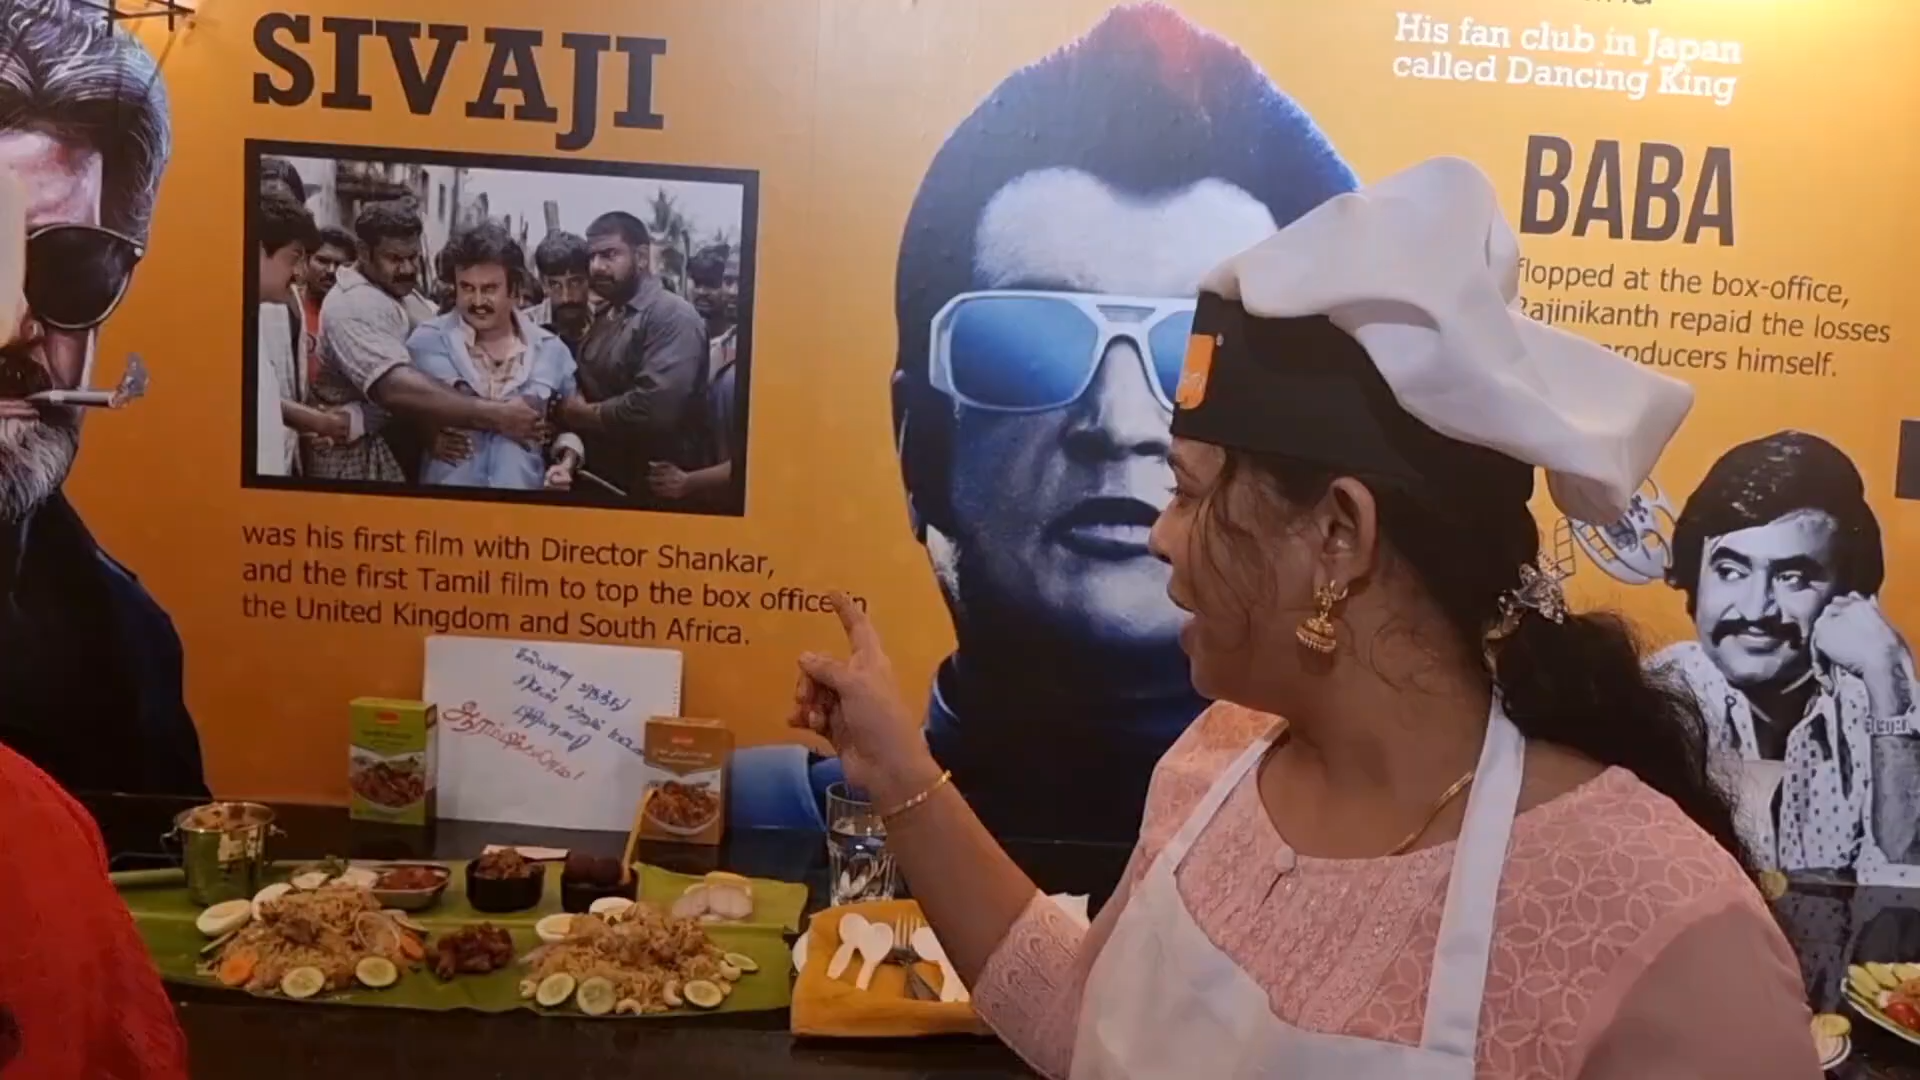 SIVAJI
was his first film with Director Shankar,
and the first Tamil film to top the box office in
the United Kingdom and South Africa.
His fan club in Japan
called Dancing King
BABA
flopped at the box-office,
Rajinikanth repaid the losses
producers himself.